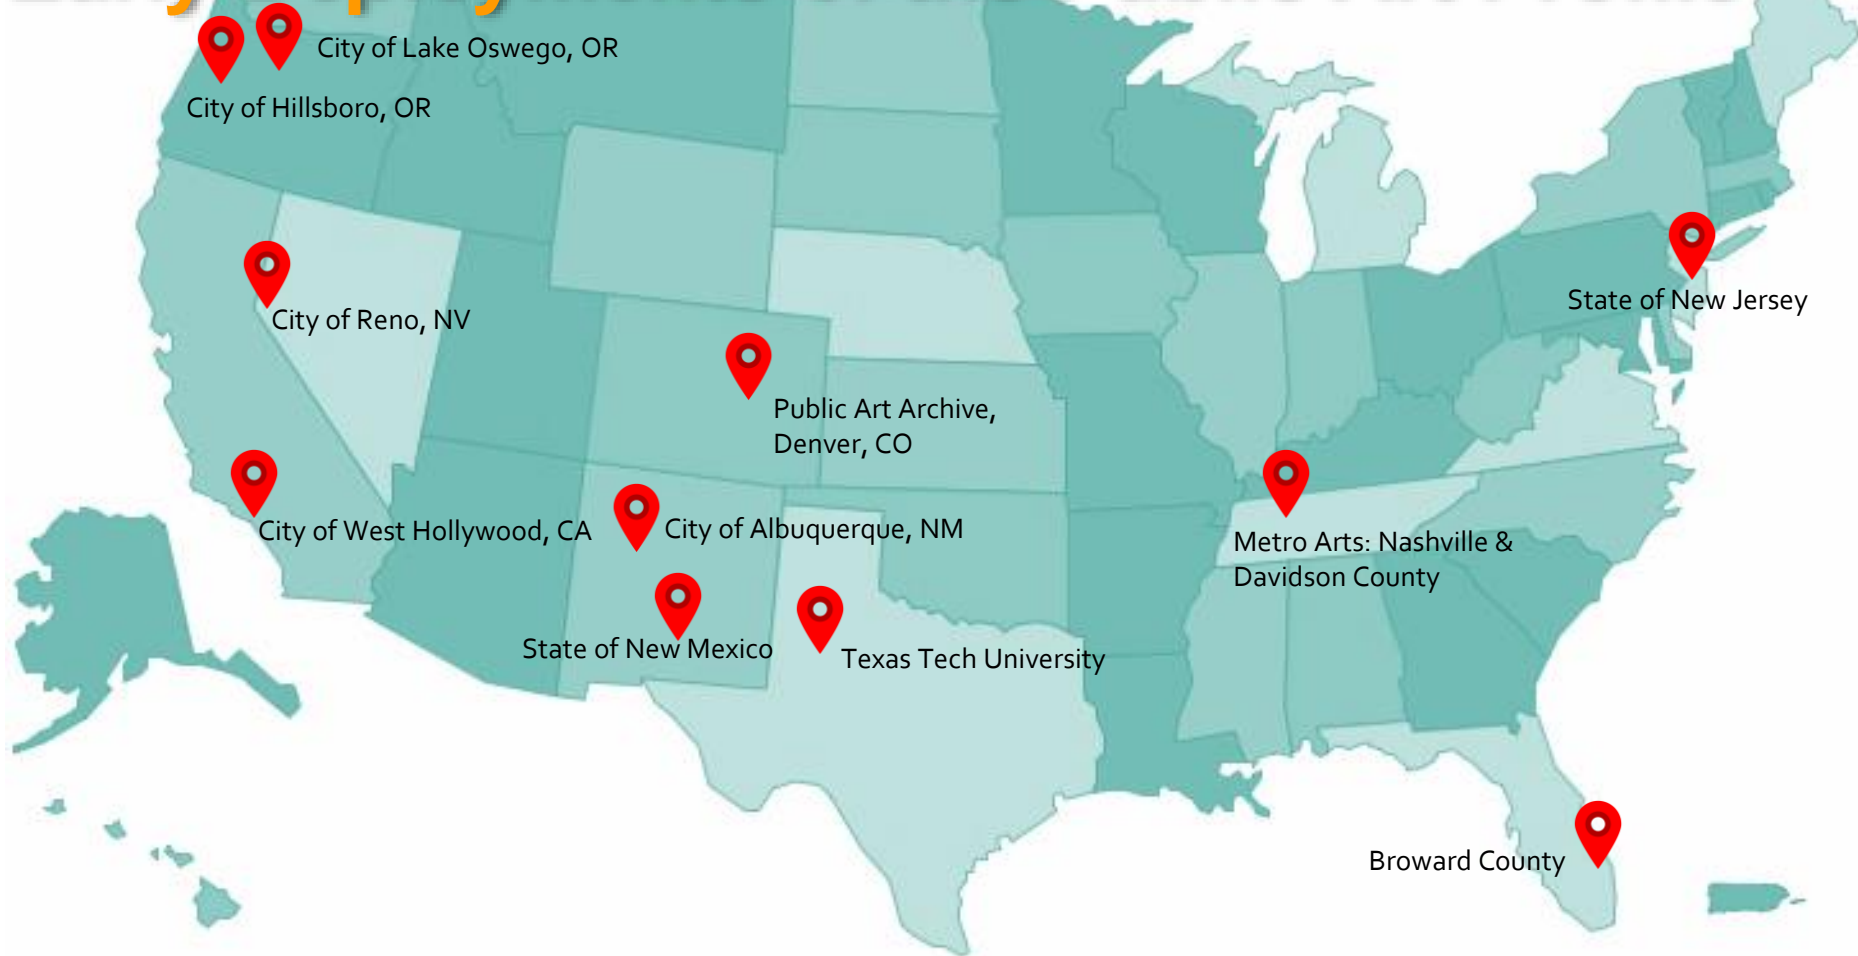 City of Lake Oswego, OR
City of Hillsboro, OR
City of Reno, NV
State of New Jersey
Public Art Archive,
Denver, CO
City of West Hollywood, CA
City of Albuquerque, NM
Metro Arts: Nashville &
Davidson County
State of New Mexico
Texas Tech University
Broward County